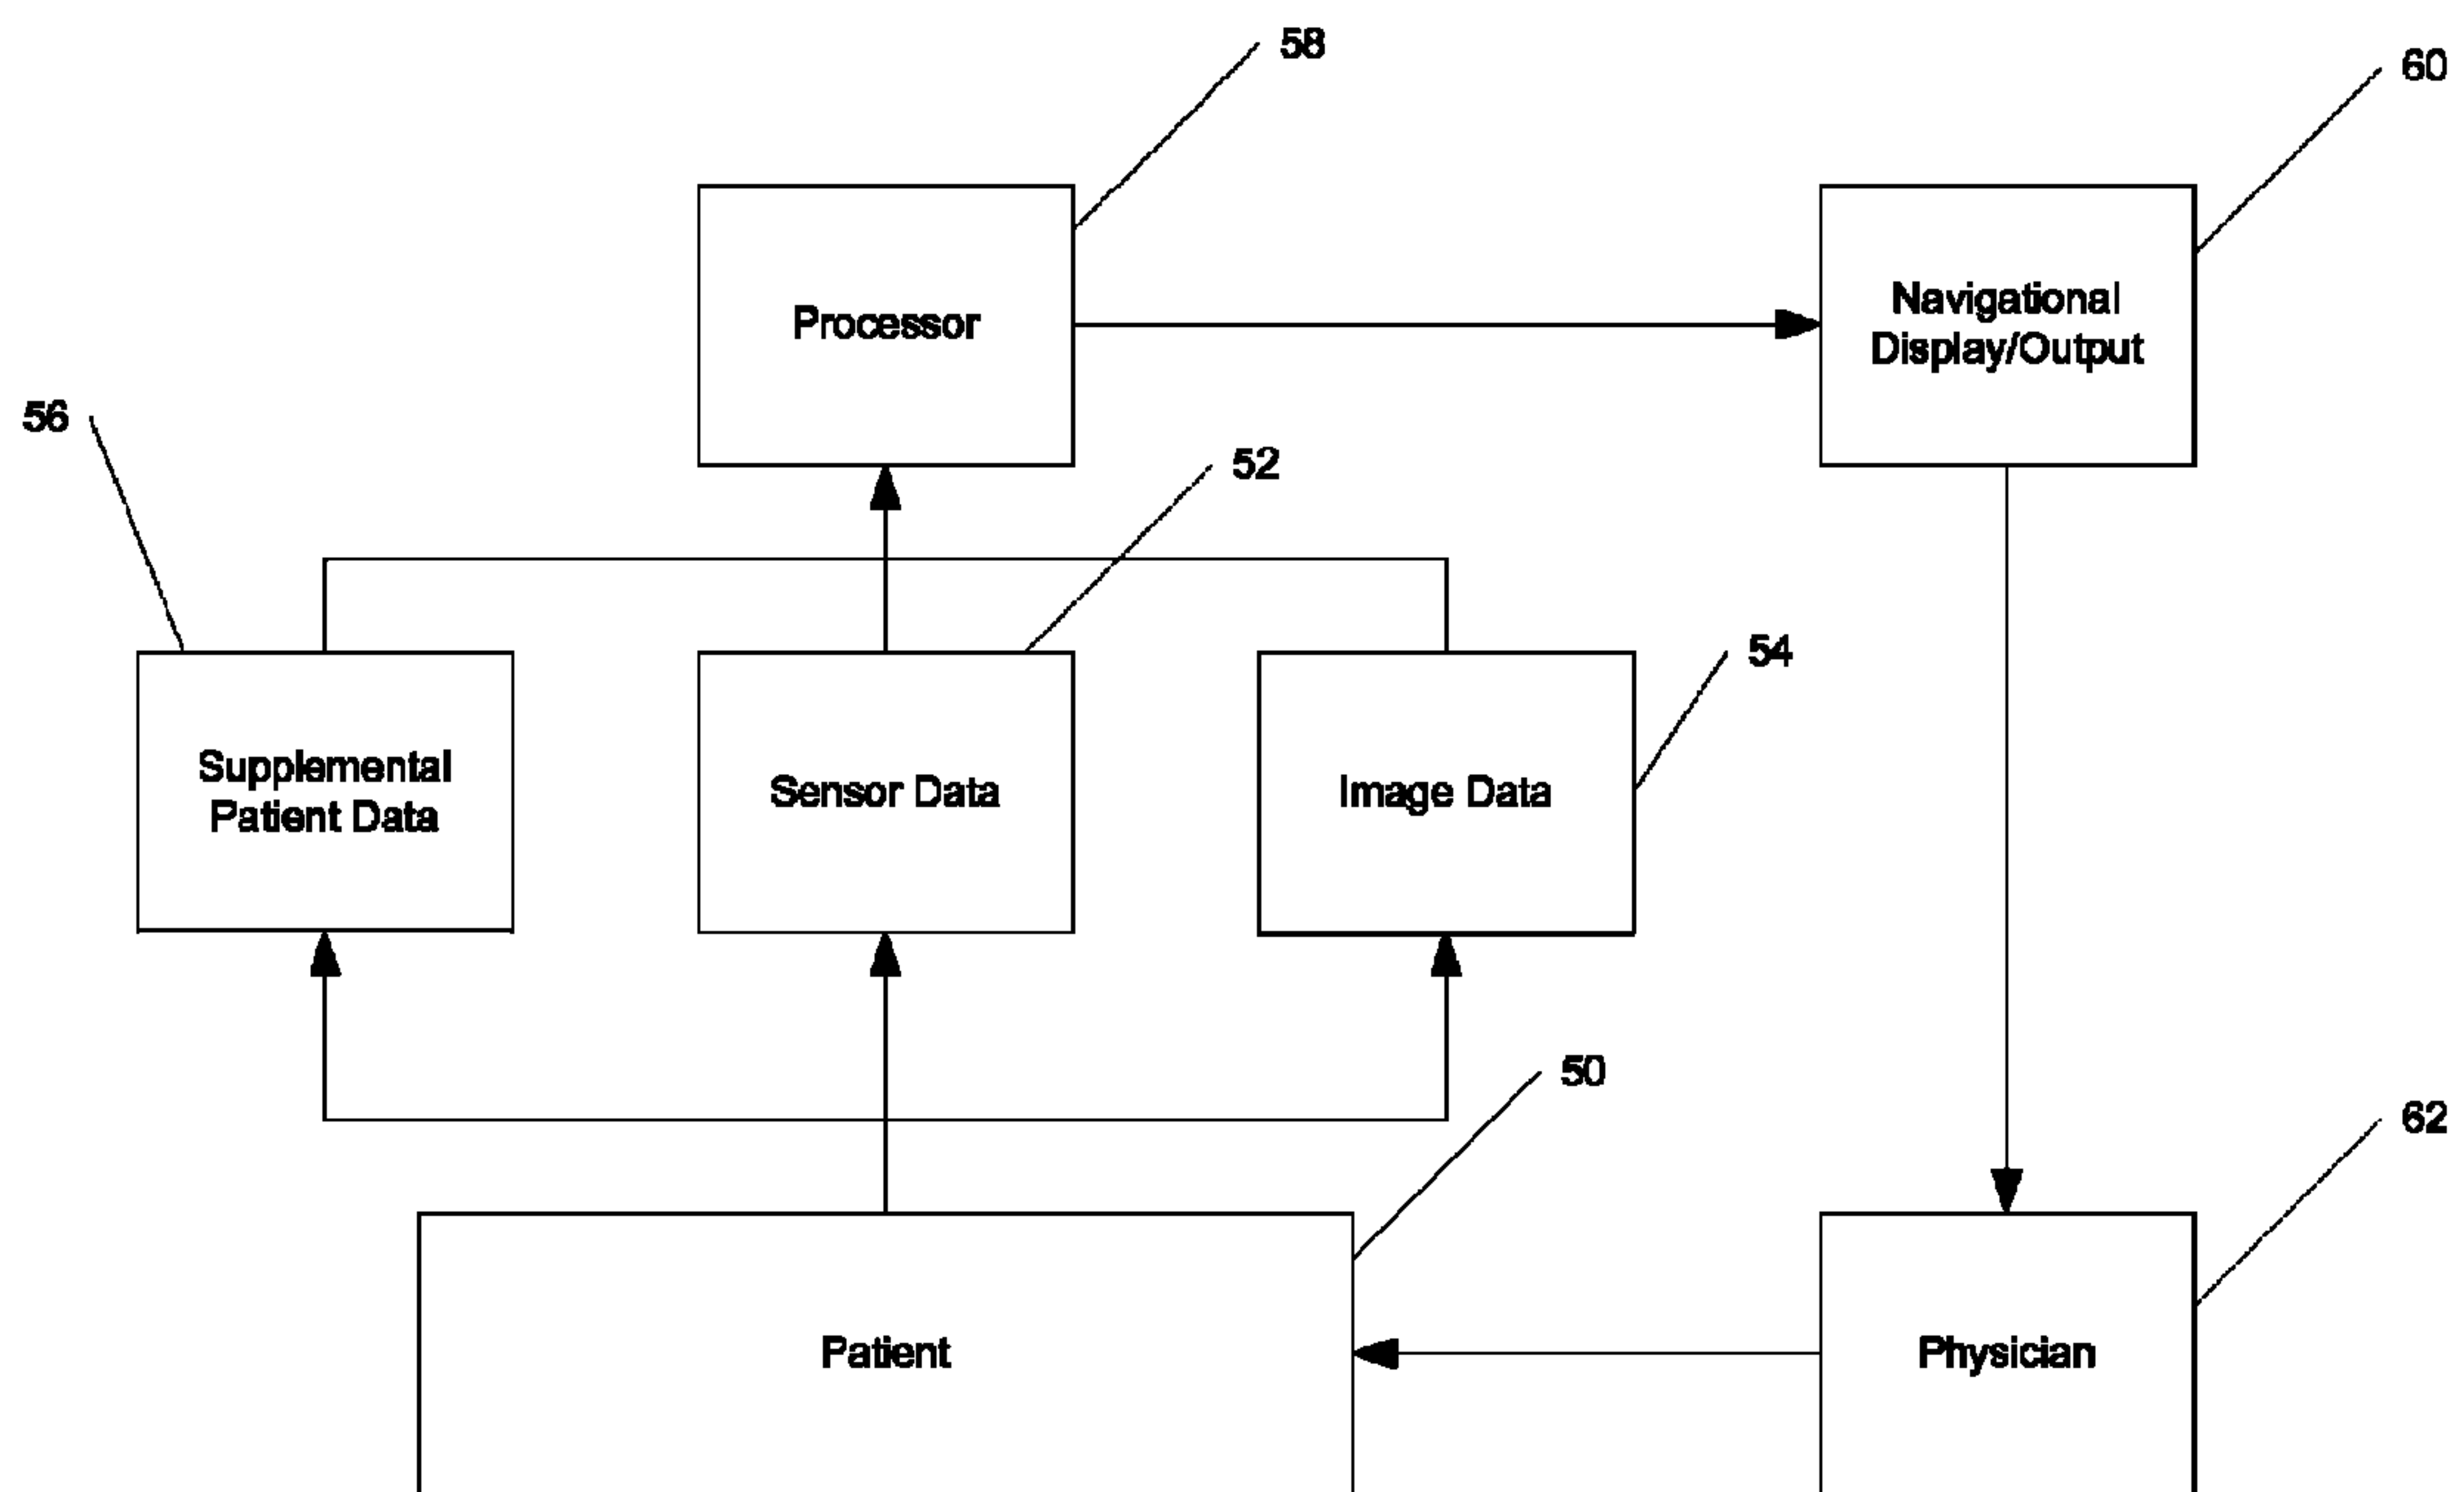 58
60
Processor
Navigational
Display/Output
56
52
54
Supplemental
Patient Data
Sensor Data
Image Data
50
62
Patient
Physician